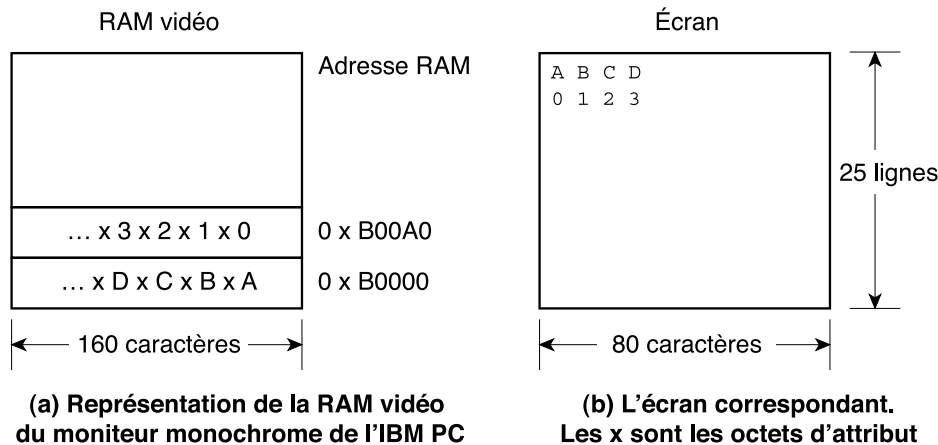 RAM vidéo
Adresse RAM
… x 3 x 2 x 1 x 0
0 x B00A0
… x D x C x B x A
0 x B0000
160 caractères
(a) Représentation de la RAM vidéo
du moniteur monochrome de l'IBM PC
Écran
A B C D
0 1 2 3
25 lignes
80 caractères
(b) L'écran correspondant.
Les x sont les octets d'attribut